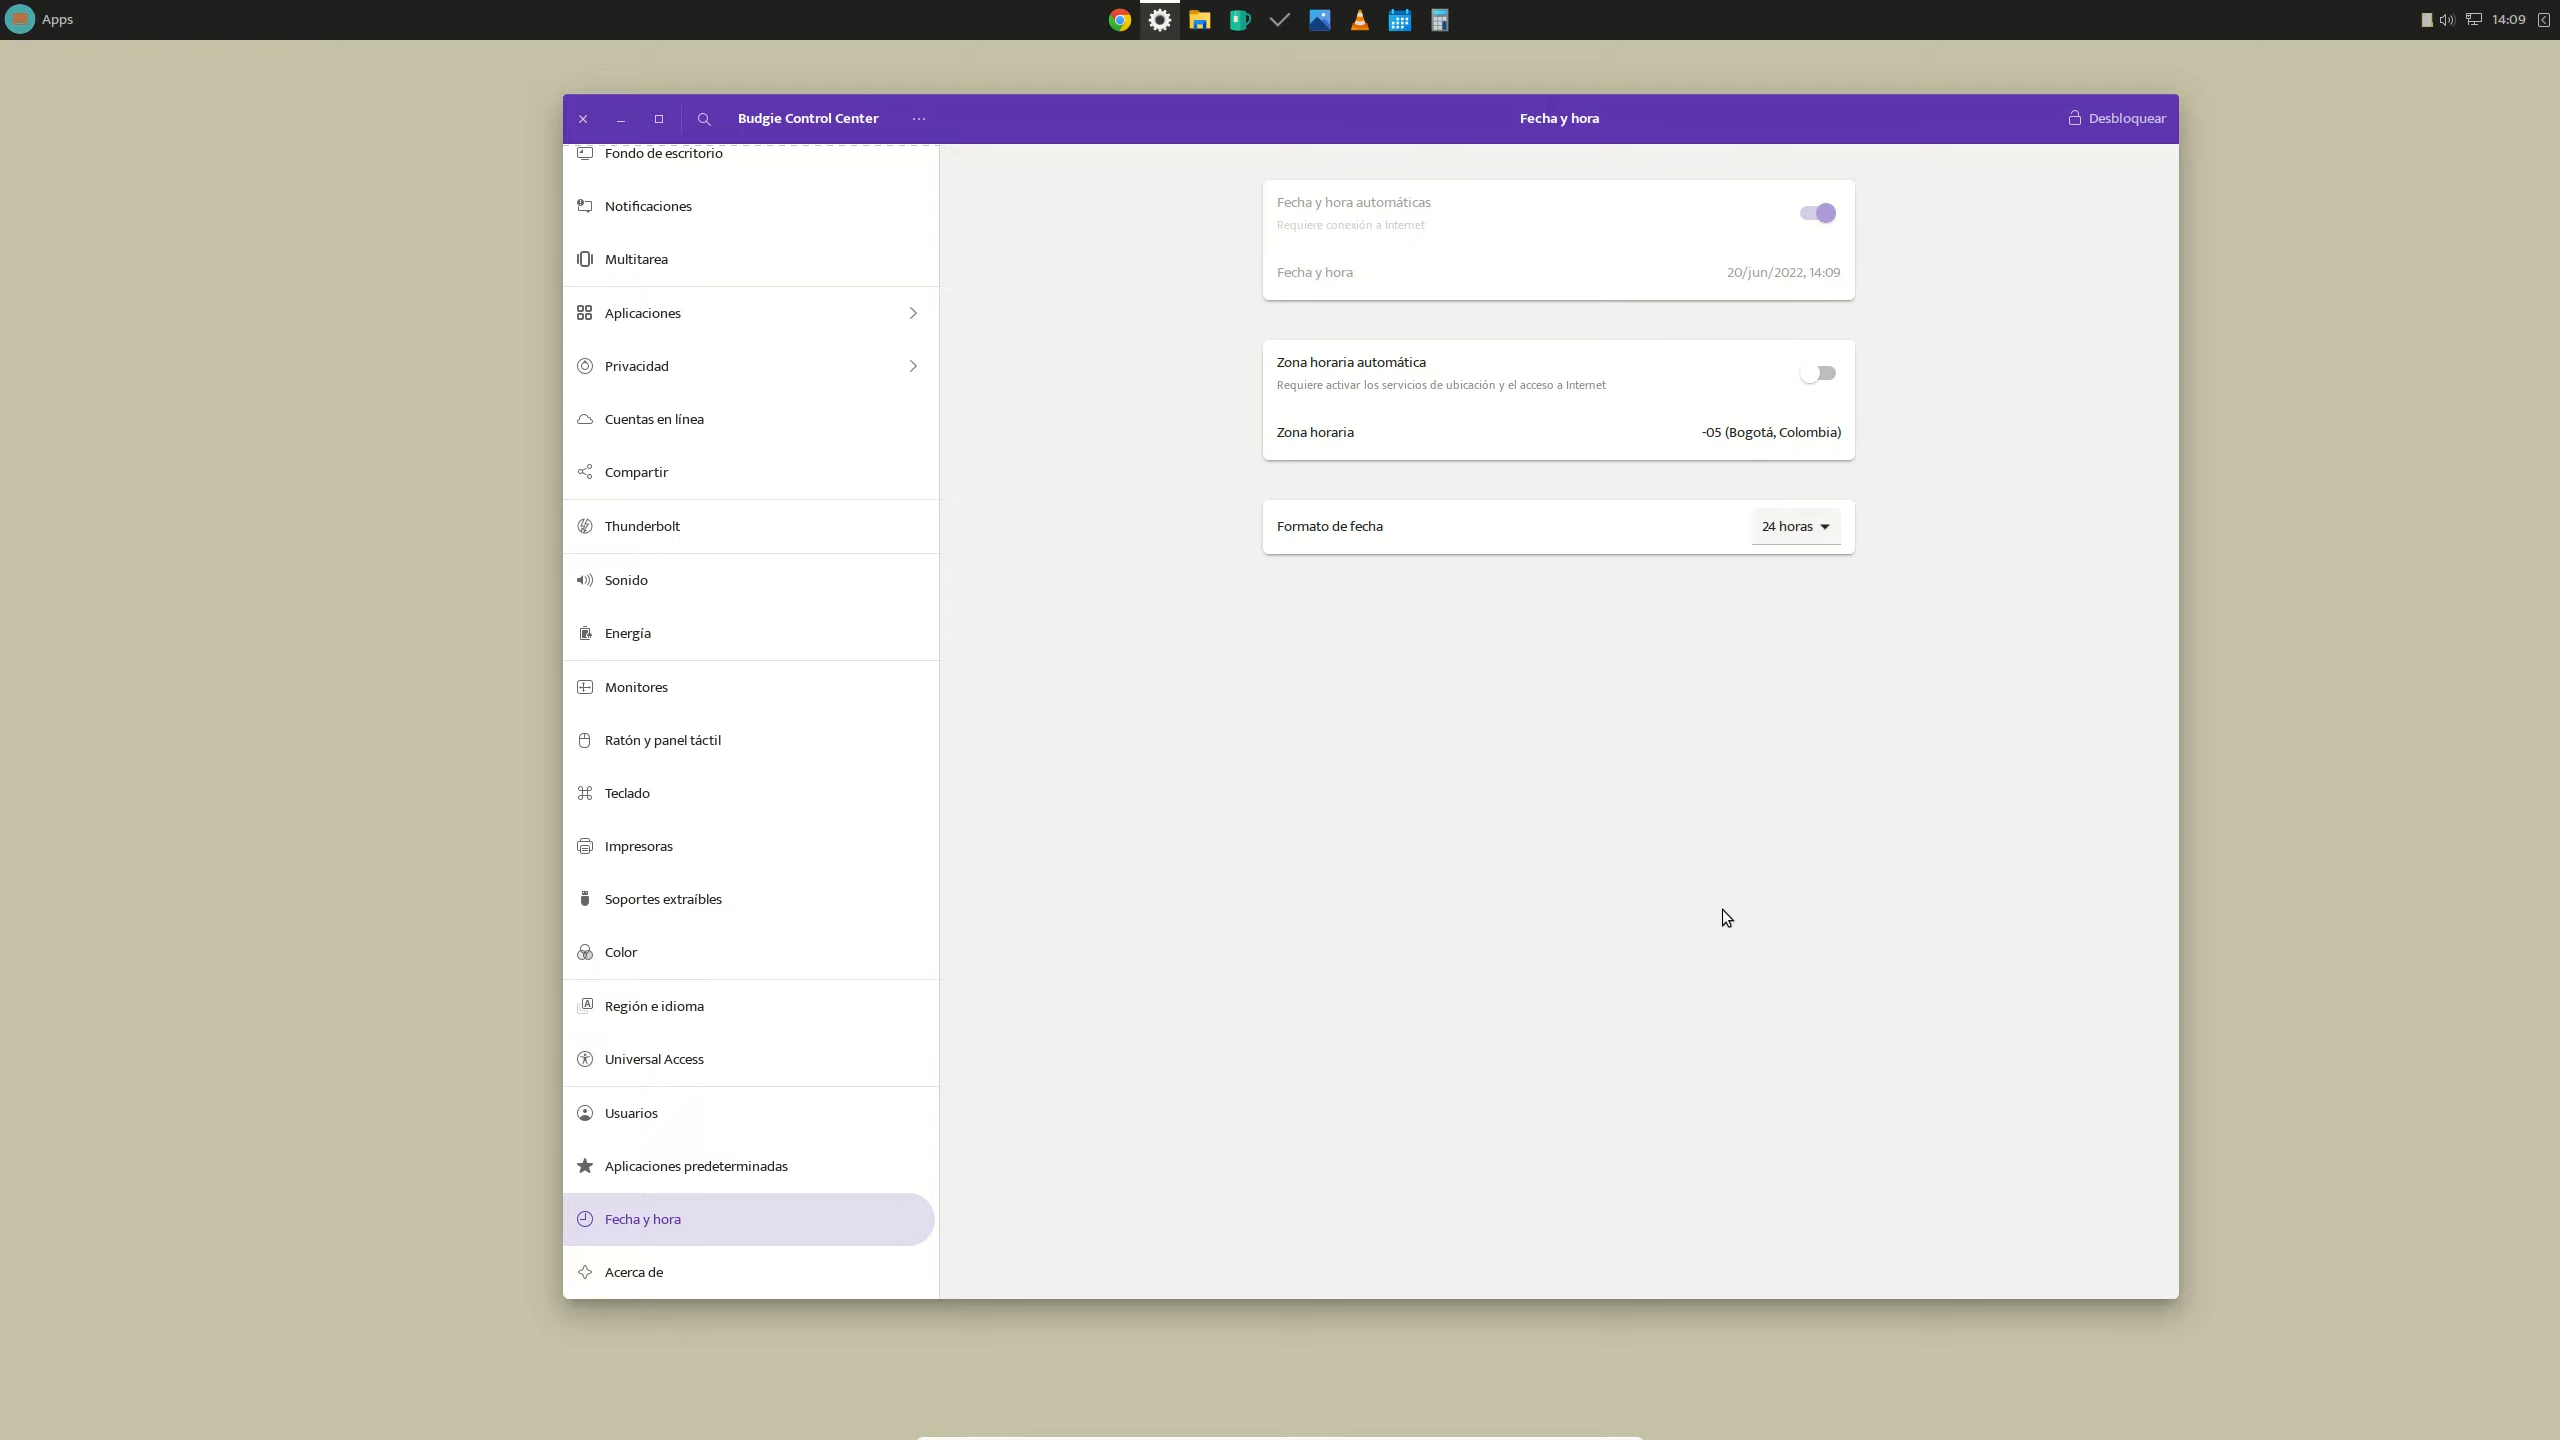 Apps
14:09
Budgie Control Center
Fecha y hora
Desbloquear
Fondo de escritorio
Notificaciones
Multitarea
Aplicaciones
Privacidad
Cuentas en línea
Compartir
Thunderbolt
Sonido
Energía
Monitores
Ratón y panel táctil
Teclado
Impresoras
Soportes extraíbles
Color
Región e idioma
Universal Access
Usuarios
Aplicaciones predeterminadas
Fecha y hora
Acerca de
Fecha y hora automáticas
Requiere conexión a Internet
Fecha y hora 20/jun/2022, 14:09
Zona horaria automática
Requiere activar los servicios de ubicación y el acceso a Internet
Zona horaria -05 (Bogotá, Colombia)
Formato de fecha 24 horas